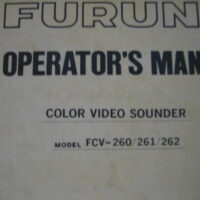 FURUN
OPERATOR'S MAN
COLOR VIDEO SOUNDER
MODEL FCV-260/261/262